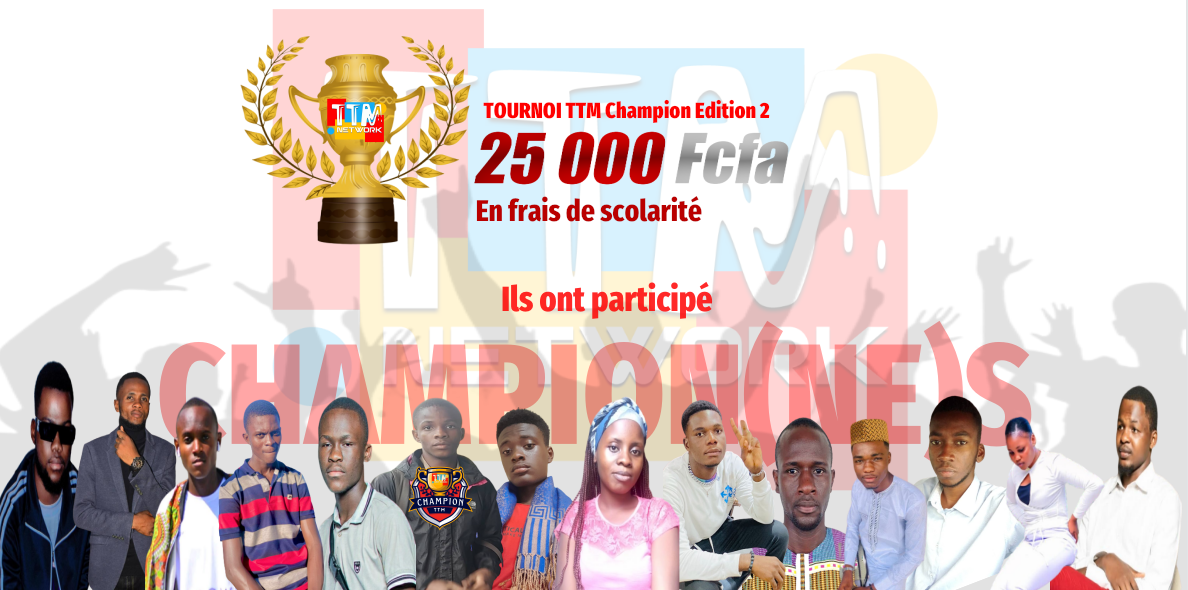 TTM
NETWORK
TOURNOI TTM Champion Edition 2
25 000 Fcfa
En frais de scolarité
TTM
NETWORK
Ils ont participé
CHAMPION(NE)S
TTM
CHAMPION
TTM